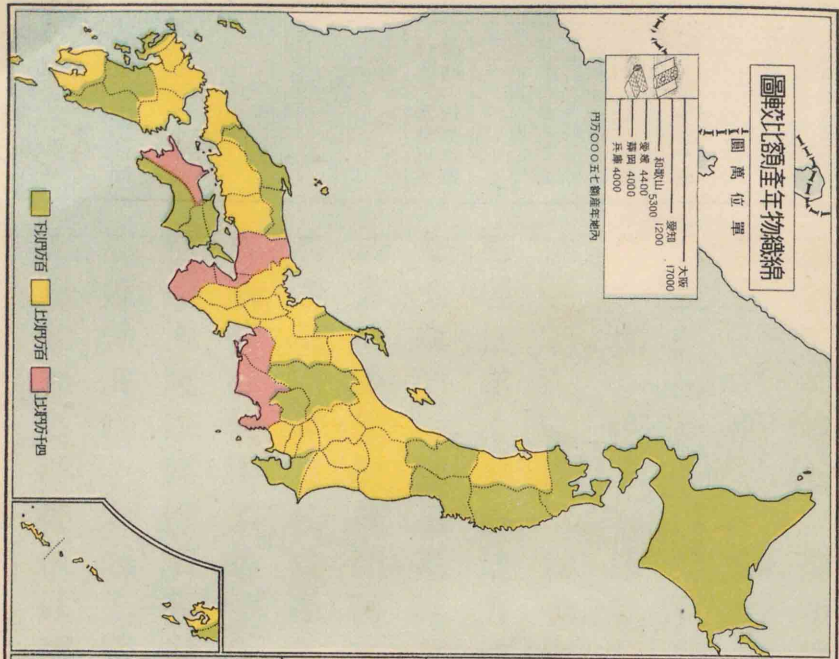 綿織物年產額比較圖
單位萬圓
大阪 17000
愛知 1200
和歌山 5300
愛媛 4400
靜岡 4000
兵庫 4000
內地年産額七五〇〇〇万円
百万円以下
百万円以上
四千万円以上